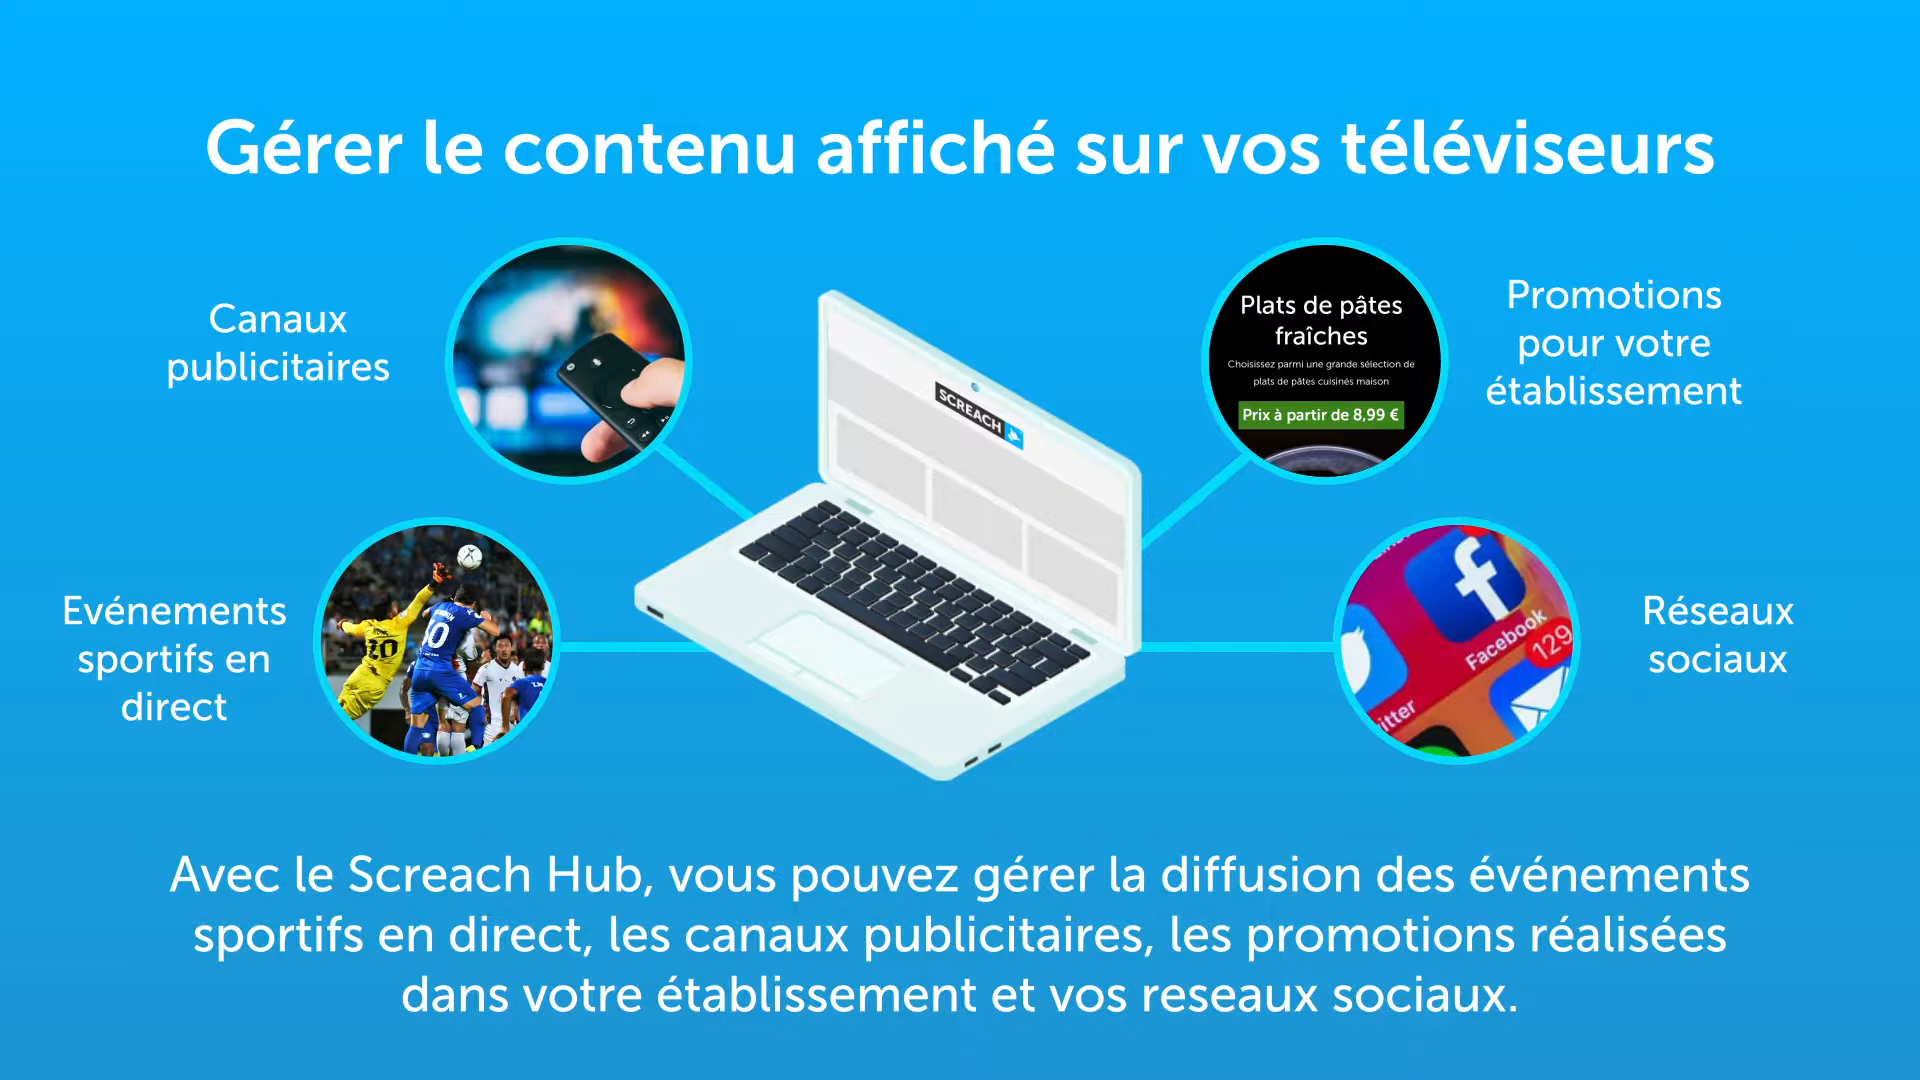 Gérer le contenu affiché sur vos téléviseurs
Canaux
publicitaires
Plats de pâtes
fraîches
Choisissez parmi une grande sélection de
plats de pâtes cuisinés maison
Prix à partir de 8,99 €
Promotions
pour votre
établissement
SCREACH
Evénements
sportifs en
direct
20
Facebook
129
itter
Réseaux
sociaux
Avec le Screach Hub, vous pouvez gérer la diffusion des événements
sportifs en direct, les canaux publicitaires, les promotions réalisées
dans votre établissement et vos reseaux sociaux.